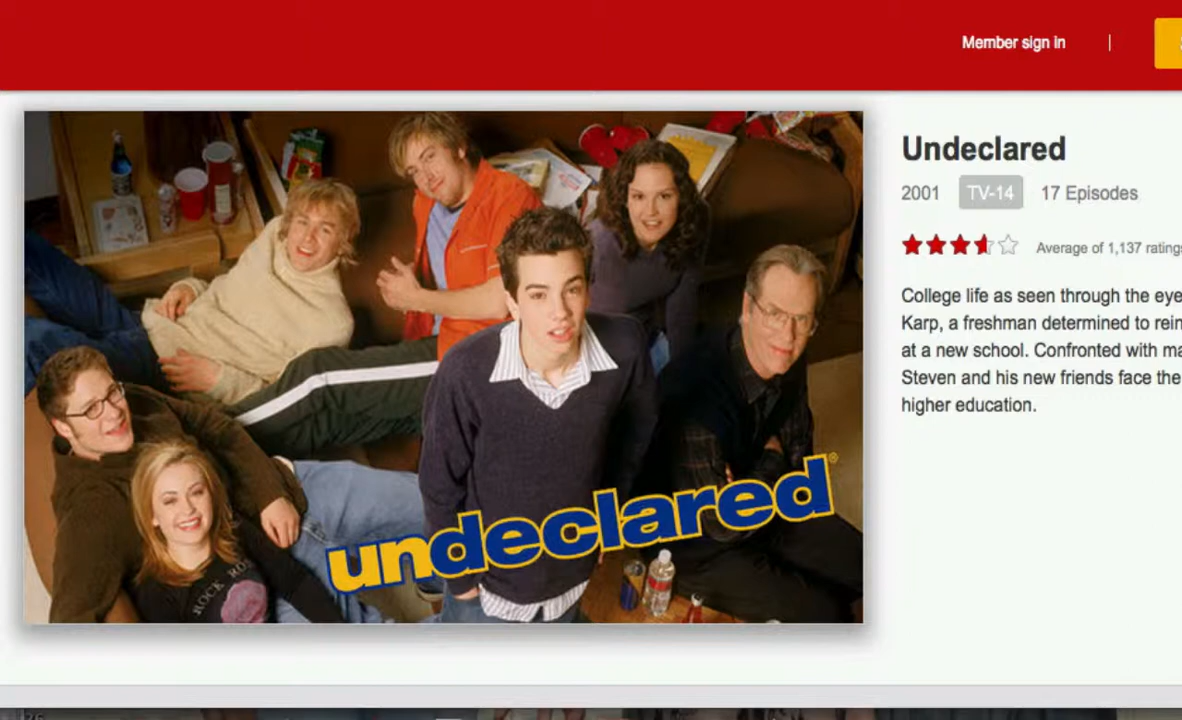 Member sign in |
Undeclared
2001 TV-14 17 Episodes
Average of 1,137 ratings
College life as seen through the eye
Karp, a freshman determined to rein
at a new school. Confronted with ma
Steven and his new friends face the
higher education.
ROCK RO
undeclared